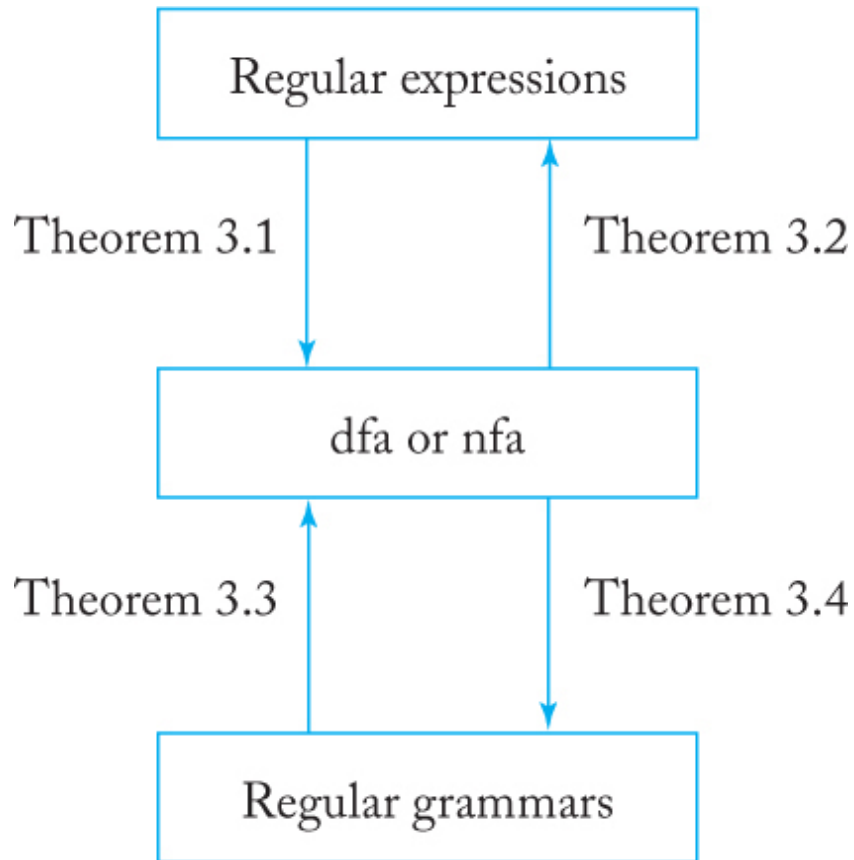 Regular expressions
Theorem 3.1
Theorem 3.2
dfa or nfa
Theorem 3.3
Theorem 3.4
Regular grammars